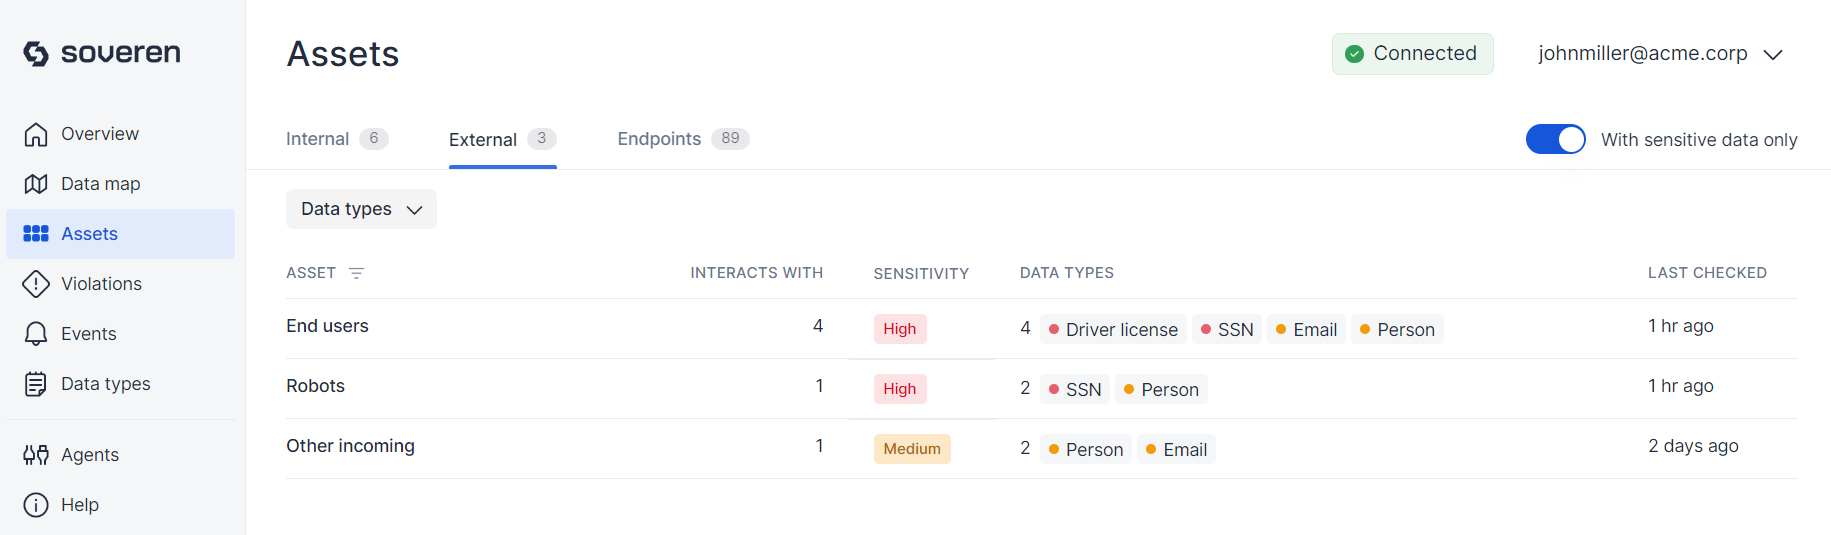 soveren
Overview
Data map
Assets
Violations
Events
Data types
Agents
Help
Assets
Connected
johnmiller@acme.corp
Internal 6
External 3
Endpoints 89
With sensitive data only
Data types
ASSET INTERACTS WITH SENSITIVITY DATA TYPES LAST CHECKED
End users 4 High 4 Driver license SSN Email Person 1 hr ago
Robots 1 High 2 SSN Person 1 hr ago
Other incoming 1 Medium 2 Person Email 2 days ago